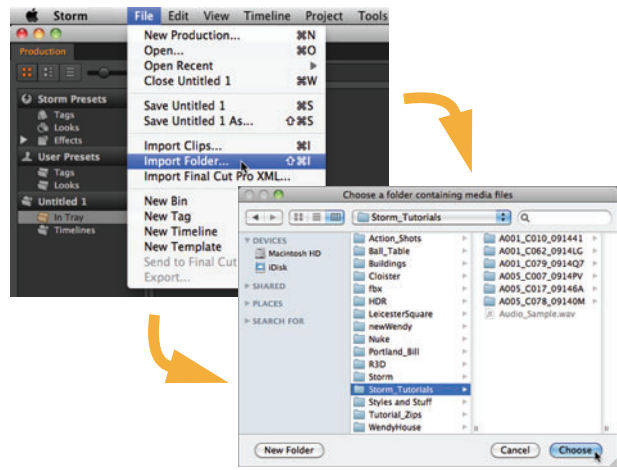 Storm File Edit View Timeline Project Tools
Production
Storm Presets
Tags
Looks
Effects
User Presets
Tags
Looks
Untitled 1
In Tray
Timelines
New Production... ⌘N
Open... ⌘O
Open Recent ▶
Close Untitled 1 ⌘W
Save Untitled 1 ⌘S
Save Untitled 1 As... ⇧⌘S
Import Clips... ⌘I
Import Folder... ⇧⌘I
Import Final Cut Pro XML...
New Bin
New Tag
New Timeline
New Template
Send to Final Cut
Export...
Choose a folder containing media files
Storm_Tutorials
DEVICES
Macintosh HD
iDisk
SHARED
PLACES
SEARCH FOR
Action_Shots
Ball_Table
Buildings
Cloister
fbx
HDR
LeicesterSquare
newWendy
Nuke
Portland_Bill
R3D
Storm
Storm_Tutorials
Styles and Stuff
Tutorial_Zips
WendyHouse
A001_C010_091441
A001_C062_0914LG
A001_C079_0914Q7
A005_C007_0914PV
A005_C017_09146A
A005_C078_09140M
Audio_Sample.wav
New Folder
Cancel
Choose